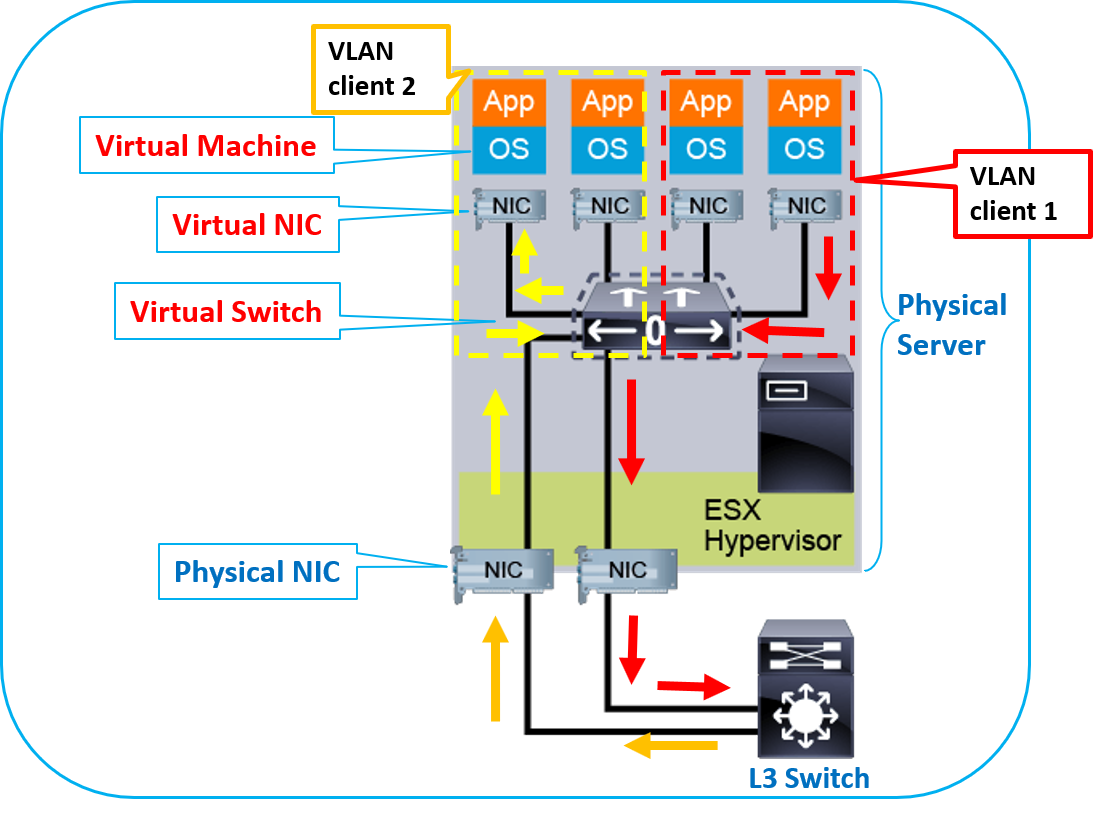 VLAN
client 2
App
App
App
App
Virtual Machine
OS
OS
OS
OS
VLAN
client 1
Virtual NIC
NIC
NIC
NIC
NIC
Virtual Switch
Physical
Server
0
ESX
Hypervisor
Physical NIC
NIC
NIC
L3 Switch